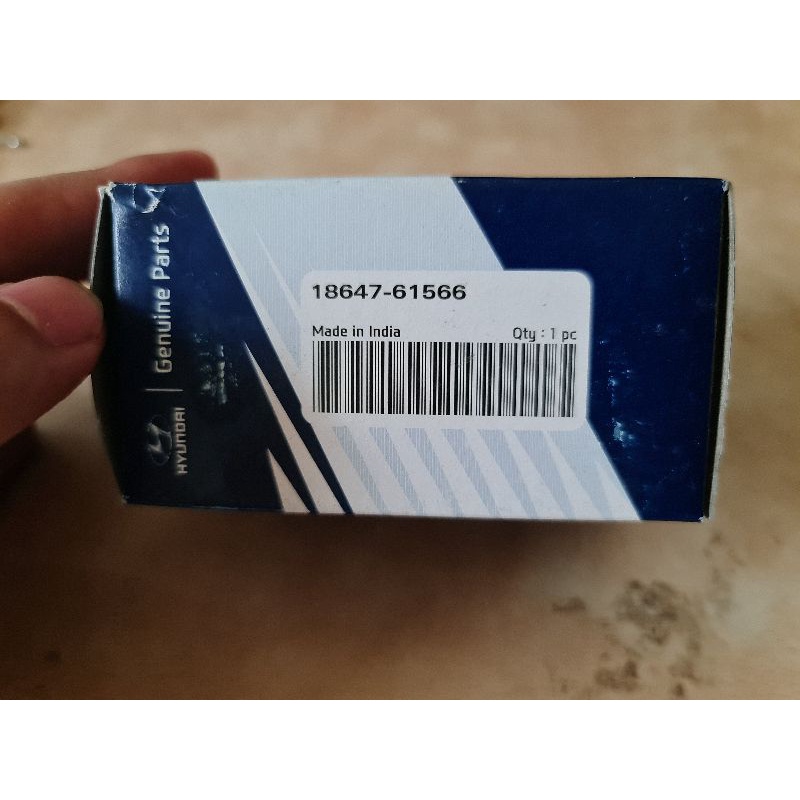 18647-61566
Made in India
Qty : 1 pc
HYUNDAI | Genuine Parts